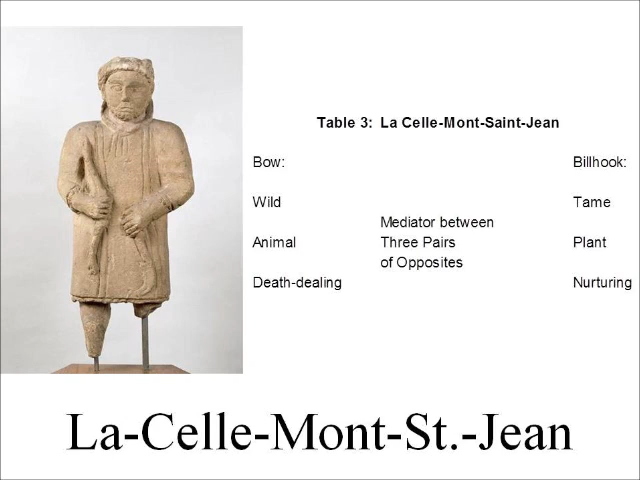 Table 3: La Celle-Mont-Saint-Jean
Bow: Billhook:
Wild Tame
Mediator between
Animal Three Pairs Plant
of Opposites
Death-dealing Nurturing
La-Celle-Mont-St.-Jean